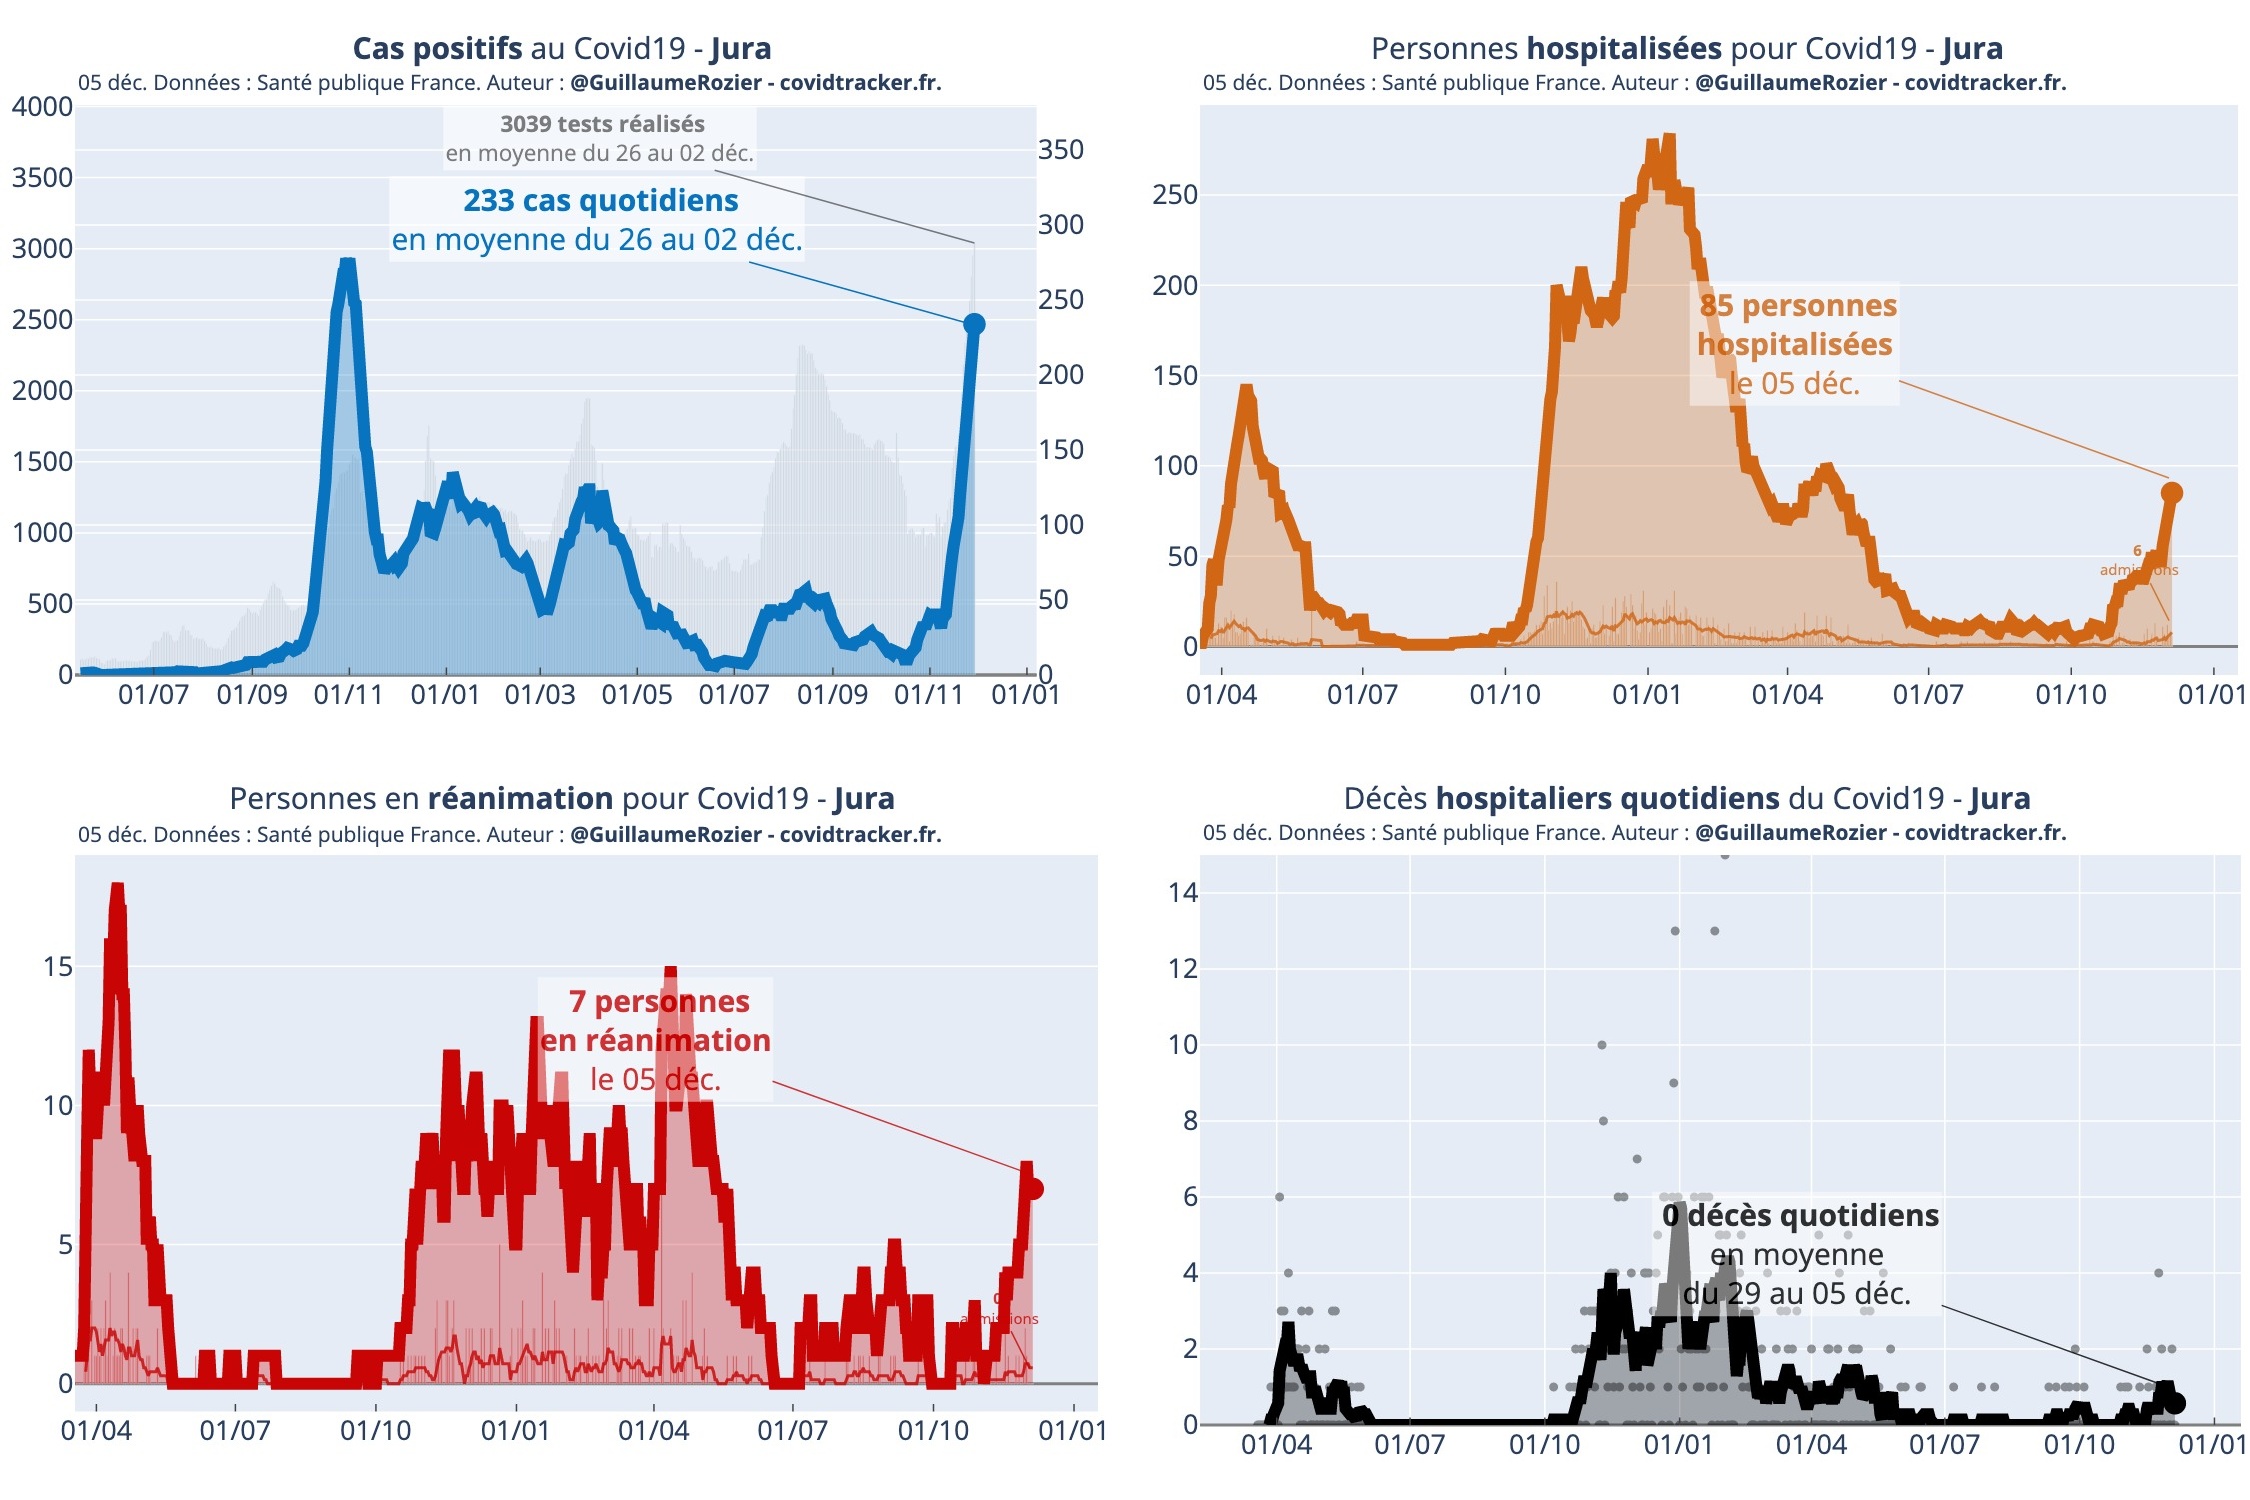 Cas positifs au Covid19 - Jura
05 déc. Données : Santé publique France. Auteur : @GuillaumeRozier - covidtracker.fr.
4000
3500
3000
2500
2000
1500
1000
500
0
3039 tests réalisés
en moyenne du 26 au 02 déc.
233 cas quotidiens
en moyenne du 26 au 02 déc.
350
300
250
200
150
100
50
0
01/07 01/09 01/11 01/01 01/03 01/05 01/07 01/09 01/11 01/01
Personnes hospitalisées pour Covid19 - Jura
05 déc. Données : Santé publique France. Auteur : @GuillaumeRozier - covidtracker.fr.
250
200
150
100
50
0
85 personnes
hospitalisées
le 05 déc.
6
admissions
01/04 01/07 01/10 01/01 01/04 01/07 01/10 01/01
Personnes en réanimation pour Covid19 - Jura
05 déc. Données : Santé publique France. Auteur : @GuillaumeRozier - covidtracker.fr.
15
10
5
0
7 personnes
en réanimation
le 05 déc.
0
admissions
01/04 01/07 01/10 01/01 01/04 01/07 01/10 01/01
Décès hospitaliers quotidiens du Covid19 - Jura
05 déc. Données : Santé publique France. Auteur : @GuillaumeRozier - covidtracker.fr.
14
12
10
8
6
4
2
0
0 décès quotidiens
en moyenne
du 29 au 05 déc.
01/04 01/07 01/10 01/01 01/04 01/07 01/10 01/01